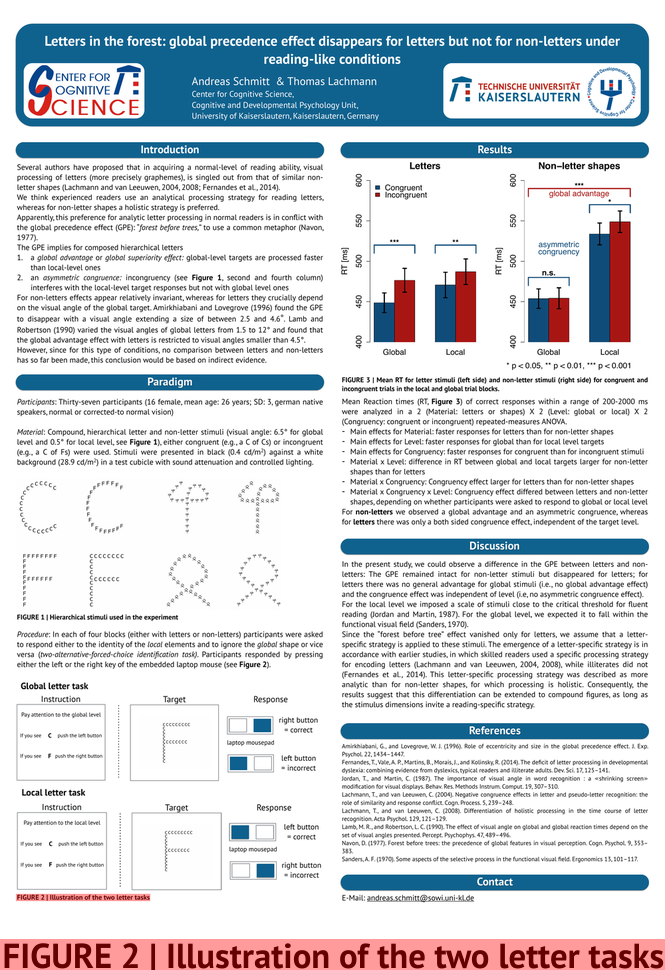 Letters in the forest: global precedence effect disappears for letters but not for non-letters under
reading-like conditions
CENTER FOR
COGNITIVE
SCIENCE
Andreas Schmitt & Thomas Lachmann
Center for Cognitive Science,
Cognitive and Developmental Psychology Unit,
University of Kaiserslautern, Kaiserslautern, Germany
TECHNISCHE UNIVERSITÄT
KAISERSLAUTERN
Introduction
Several authors have proposed that in acquiring a normal-level of reading ability, visual
processing of letters (more precisely graphemes), is singled out from that of similar non-
letter shapes (Lachmann and van Leeuwen, 2004, 2008; Fernandes et al., 2014).
We think experienced readers use an analytical processing strategy for reading letters,
whereas for non-letter shapes a holistic strategy is preferred.
Apparently, this preference for analytic letter processing in normal readers is in conflict with
the global precedence effect (GPE): "forest before trees," to use a common metaphor (Navon,
1977).
The GPE implies for composed hierarchical letters
1. a global advantage or global superiority effect: global-level targets are processed faster
than local-level ones
2. an asymmetric congruence: incongruency (see Figure 1, second and fourth column)
interferes with the local-level target responses but not with global level ones
For non-letters effects appear relatively invariant, whereas for letters they crucially depend
on the visual angle of the global target. Amirkhiabani and Lovegrove (1996) found the GPE
to disappear with a visual angle extending a size of between 2.5 and 4.6°. Lamb and
Robertson (1990) varied the visual angles of global letters from 1.5 to 12° and found that
the global advantage effect with letters is restricted to visual angles smaller than 4.5°.
However, since for this type of conditions, no comparison between letters and non-letters
has so far been made, this conclusion would be based on indirect evidence.
Paradigm
Participants: Thirty-seven participants (16 female, mean age: 26 years; SD: 3, german native
speakers, normal or corrected-to normal vision)
Material: Compound, hierarchical letter and non-letter stimuli (visual angle: 6.5° for global
level and 0.5° for local level, see Figure 1), either congruent (e.g., a C of Cs) or incongruent
(e.g., a C of Fs) were used. Stimuli were presented in black (0.4 cd/m²) against a white
background (28.9 cd/m²) in a test cubicle with sound attenuation and controlled lighting.
FIGURE 1 | Hierarchical stimuli used in the experiment
Procedure: In each of four blocks (either with letters or non-letters) participants were asked
to respond either to the identity of the local elements and to ignore the global shape or vice
versa (two-alternative-forced-choice identification task). Participants responded by pressing
either the left or the right key of the embedded laptop mouse (see Figure 2).
Global letter task
Instruction Target Response
Pay attention to the global level
If you see C push the left button
If you see F push the right button
right button
= correct
laptop mousepad
left button
= incorrect
Local letter task
Instruction Target Response
Pay attention to the local level
If you see C push the left button
If you see F push the right button
left button
= correct
laptop mousepad
right button
= incorrect
FIGURE 2 | Illustration of the two letter tasks
Results
Letters
Non−letter shapes
RT [ms]
600
550
500
450
400
Congruent
Incongruent
***
**
Global Local
RT [ms]
600
550
500
450
400
***
global advantage
*
asymmetric
congruency
n.s.
Global Local
* p < 0.05, ** p < 0.01, *** p < 0.001
FIGURE 3 | Mean RT for leter stimuli (left side) and non-letter stimuli (right side) for congruent and
incongruent trials in the local and global trial blocks.
Mean Reaction times (RT, Figure 3) of correct responses within a range of 200-2000 ms
were analyzed in a 2 (Material: letters or shapes) X 2 (Level: global or local) X 2
(Congruency: congruent or incongruent) repeated-measures ANOVA.
- Main effects for Material: faster responses for letters than for non-letter shapes
- Main effects for Level: faster responses for global than for local level targets
- Main effects for Congruency: faster responses for congruent than for incongruent stimuli
- Material x Level: difference in RT between global and local targets larger for non-letter
shapes than for letters
- Material x Congruency: Congruency effect larger for letters than for non-letter shapes
- Material x Congruency x Level: Congruency effect differed between letters and non-letter
shapes, depending on whether participants were asked to respond to global or local level
For non-letters we observed a global advantage and an asymmetric congruence, whereas
for letters there was only a both sided congruence effect, independent of the target level.
Discussion
In the present study, we could observe a difference in the GPE between letters and non-
letters: The GPE remained intact for non-letter stimuli but disappeared for letters; for
letters there was no general advantage for global stimuli (i.e., no global advantage effect)
and the congruence effect was independent of level (i.e, no asymmetric congruence effect).
For the local level we imposed a scale of stimuli close to the critical threshold for fluent
reading (Jordan and Martin, 1987). For the global level, we expected it to fall within the
functional visual field (Sanders, 1970).
Since the "forest before tree" effect vanished only for letters, we assume that a letter-
specific strategy is applied to these stimuli. The emergence of a letter-specific strategy is in
accordance with earlier studies, in which skilled readers used a specific processing strategy
for encoding letters (Lachmann and van Leeuwen, 2004, 2008), while illiterates did not
(Fernandes et al., 2014). This letter-specific processing strategy was described as more
analytic than for non-letter shapes, for which processing is holistic. Consequently, the
results suggest that this differentiation can be extended to compound figures, as long as
the stimulus dimensions invite a reading-specific strategy.
References
Amirkhiabani, G., and Lovegrove, W. J. (1996). Role of eccentricity and size in the global precedence effect. J. Exp.
Psychol. 22, 1434–1447.
Fernandes, T., Vale, A. P., Martins, B., Morais, J., and Kolinsky, R. (2014). The deficit of letter processing in developmental
dyslexia: combining evidence from dyslexics, typical readers and illiterate adults. Dev. Sci. 17, 125–141.
Jordan, T., and Martin, C. (1987). The importance of visual angle in word recognition : a «shrinking screen»
modification for visual displays. Behav. Res. Methods Instrum. Comput. 19, 307–310.
Lachmann, T., and van Leeuwen, C. (2004). Negative congruence effects in letter and pseudo-letter recognition: the
role of similarity and response conflict. Cogn. Process. 5, 239–248.
Lachmann, T., and van Leeuwen, C. (2008). Differentiation of holistic processing in the time course of letter
recognition. Acta Psychol. 129, 121–129.
Lamb, M. R., and Robertson, L. C. (1990). The effect of visual angle on global and global reaction times depend on the
set of visual angles presented. Percept. Psychophys. 47, 489–496.
Navon, D. (1977). Forest before trees: the precedence of global features in visual perception. Cogn. Psychol. 9, 353–
383.
Sanders, A. F. (1970). Some aspects of the selective process in the functional visual field. Ergonomics 13, 101–117.
Contact
E-Mail: andreas.schmitt@sowi.uni-kl.de
FIGURE 2 | Illustration of the two letter tasks